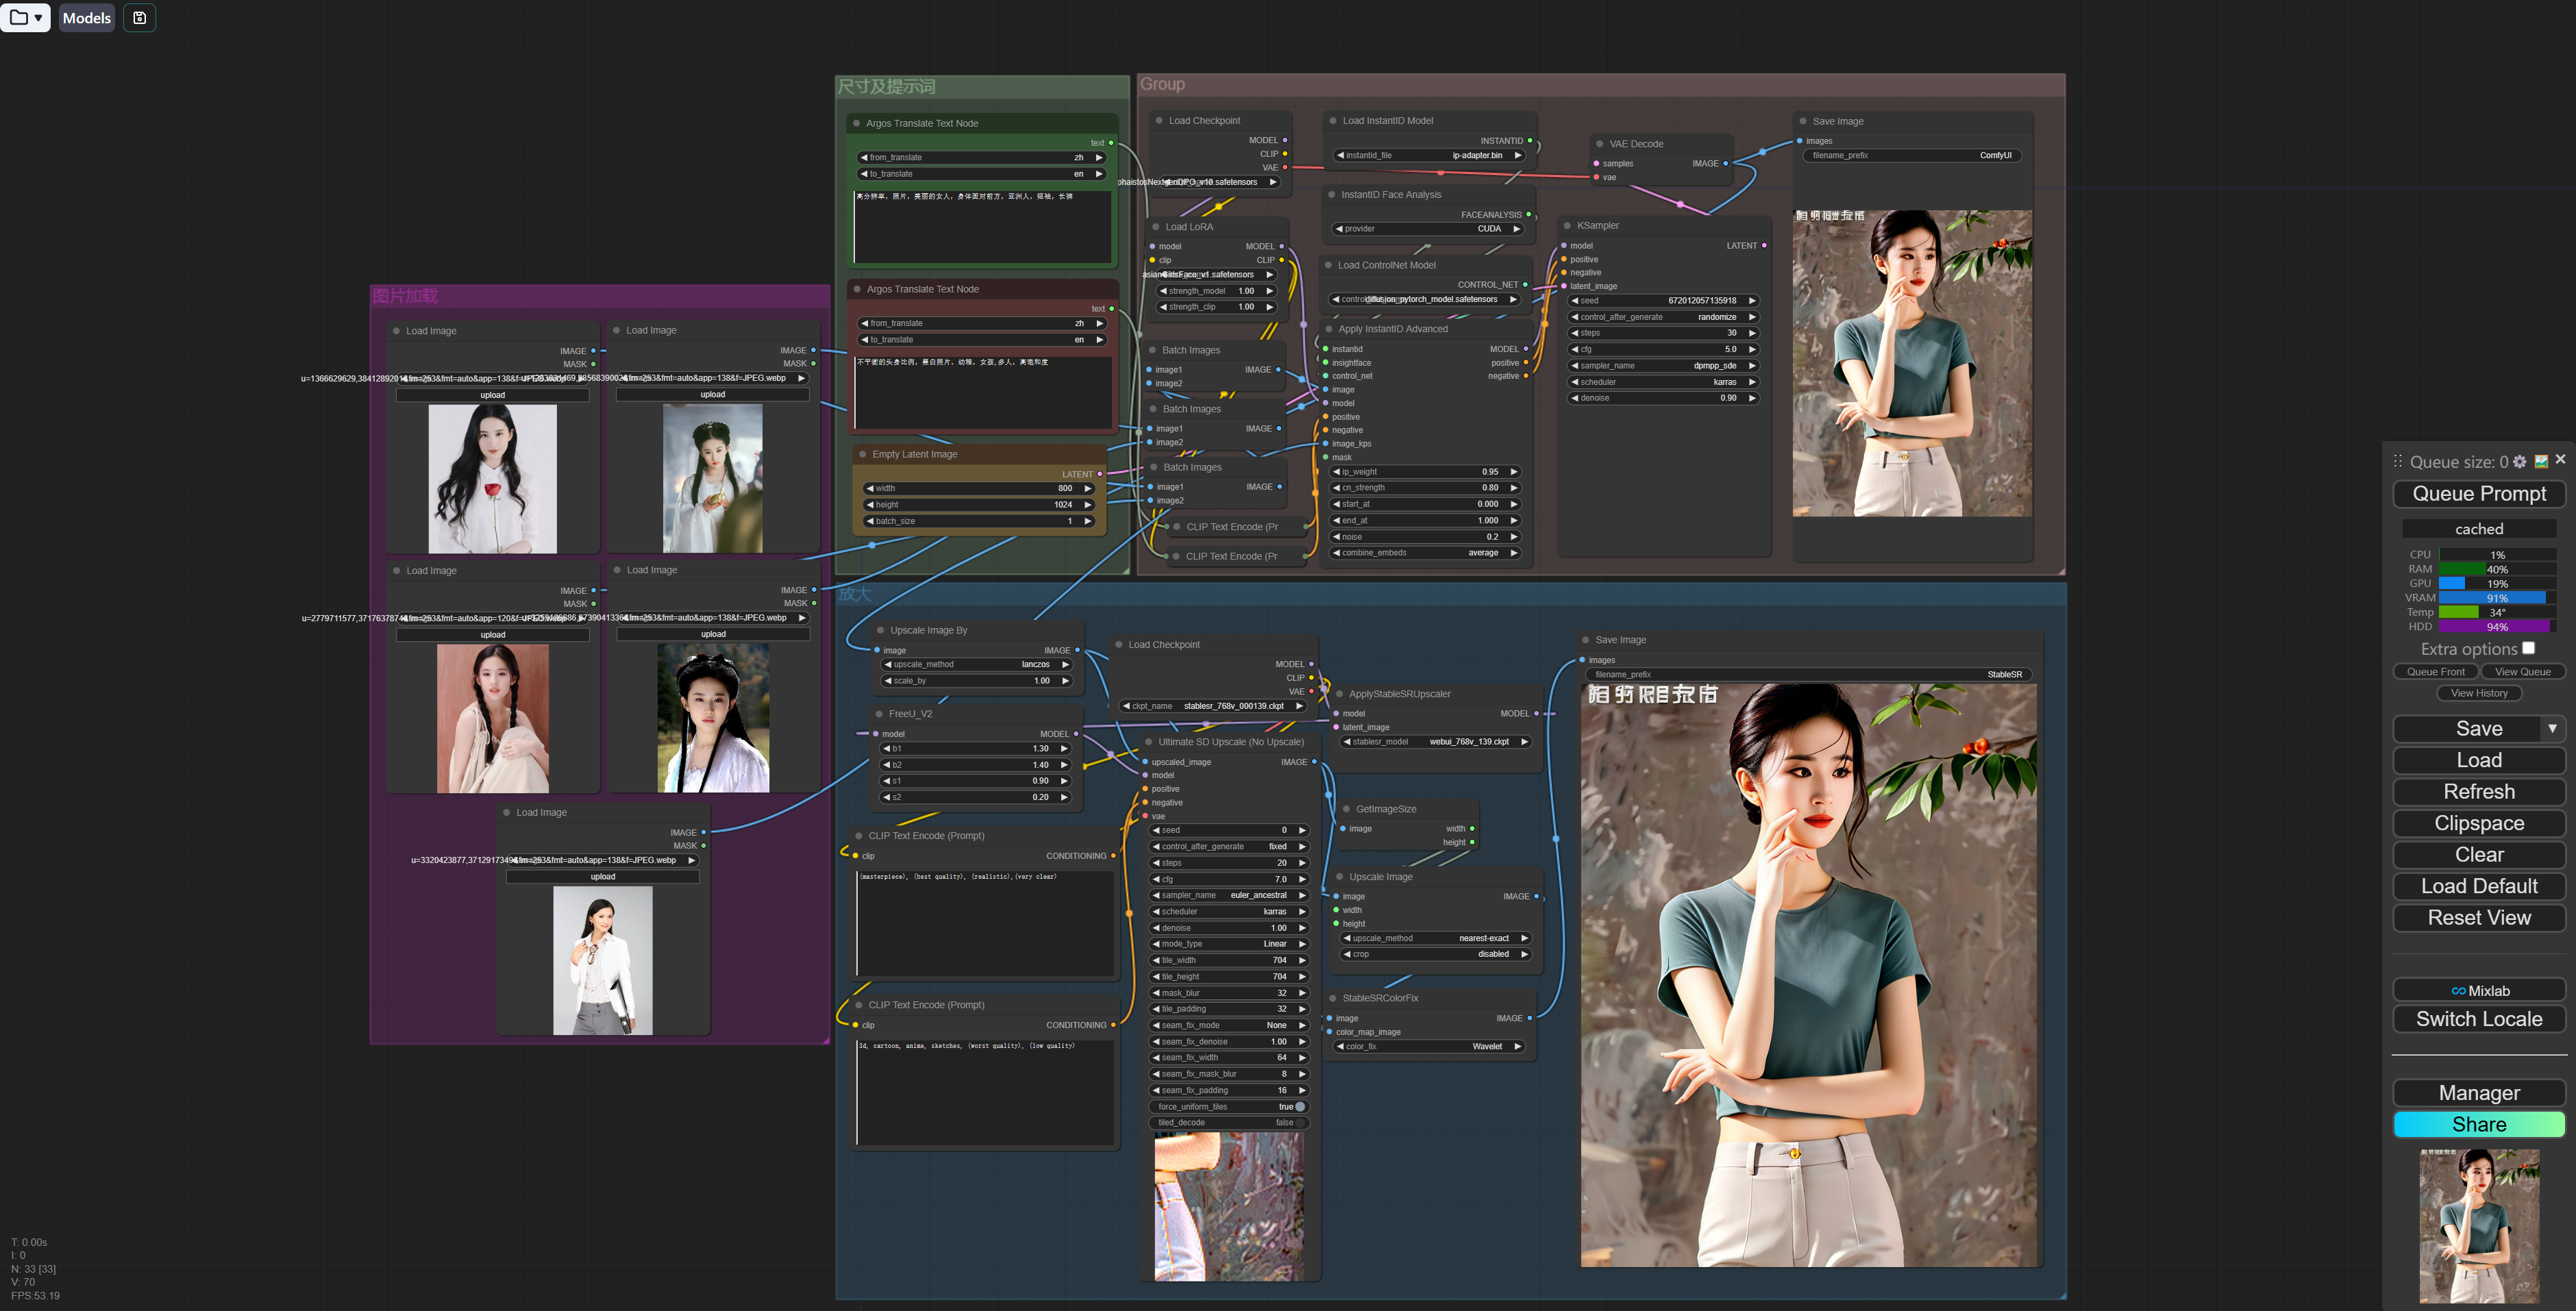 Models
尺寸及提示词
Argos Translate Text Node
text
from_translate zh
to_translate en
高分辨率，照片，美丽的女人，身体面对前方，亚洲人，短袖，长裤
Argos Translate Text Node
text
from_translate zh
to_translate en
不平衡的头身比例，黑白照片，幼稚，女孩,多人，高饱和度
Empty Latent Image
LATENT
width 800
height 1024
batch_size 1
Group
Load Checkpoint
MODEL
CLIP
VAE
Load LoRA
model MODEL
clip CLIP
strength_model 1.00
strength_clip 1.00
Batch Images
image1 IMAGE
image2
Batch Images
image1 IMAGE
image2
Batch Images
image1 IMAGE
image2
CLIP Text Encode (Pr
CLIP Text Encode (Pr
Load InstantID Model
INSTANTID
instantid_file ip-adapter.bin
InstantID Face Analysis
FACEANALYSIS
provider CUDA
Load ControlNet Model
CONTROL_NET
Apply InstantID Advanced
instantid MODEL
insightface positive
control_net negative
image
model
positive
negative
image_kps
mask
ip_weight 0.95
cn_strength 0.80
start_at 0.000
end_at 1.000
noise 0.2
combine_embeds average
VAE Decode
samples IMAGE
vae
KSampler
model LATENT
positive
negative
latent_image
seed 672012057135918
control_after_generate randomize
steps 30
cfg 5.0
sampler_name dpmpp_sde
scheduler karras
denoise 0.90
Save Image
images
filename_prefix ComfyUI
图片加载
Load Image
IMAGE
MASK
upload
Load Image
IMAGE
MASK
upload
Load Image
IMAGE
MASK
upload
Load Image
IMAGE
MASK
upload
Load Image
IMAGE
MASK
upload
放大
Upscale Image By
image IMAGE
upscale_method lanczos
scale_by 1.00
FreeU_V2
model MODEL
b1 1.30
b2 1.40
s1 0.90
s2 0.20
CLIP Text Encode (Prompt)
clip CONDITIONING
(masterpiece), (best quality), (realistic),(very clear)
CLIP Text Encode (Prompt)
clip CONDITIONING
3d, cartoon, anime, sketches, (worst quality), (low quality)
Load Checkpoint
MODEL
CLIP
VAE
ckpt_name stablesr_768v_000139.ckpt
Ultimate SD Upscale (No Upscale)
upscaled_image IMAGE
model
positive
negative
vae
seed 0
control_after_generate fixed
steps 20
cfg 7.0
sampler_name euler_ancestral
scheduler karras
denoise 1.00
mode_type Linear
tile_width 704
tile_height 704
mask_blur 32
tile_padding 32
seam_fix_mode None
seam_fix_denoise 1.00
seam_fix_width 64
seam_fix_mask_blur 8
seam_fix_padding 16
force_uniform_tiles true
tiled_decode false
ApplyStableSRUpscaler
model MODEL
latent_image
stablesr_model webui_768v_139.ckpt
GetImageSize
image width
height
Upscale Image
image IMAGE
width
height
upscale_method nearest-exact
crop disabled
StableSRColorFix
image IMAGE
color_map_image
color_fix Wavelet
Save Image
images
filename_prefix StableSR
Queue size: 0
Queue Prompt
cached
CPU 1%
RAM 40%
GPU 19%
VRAM 91%
Temp 34°
HDD 94%
Extra options
Queue Front View Queue
View History
Save
Load
Refresh
Clipspace
Clear
Load Default
Reset View
Mixlab
Switch Locale
Manager
Share
T: 0.00s
I: 0
N: 33 [33]
V: 70
FPS:53.19